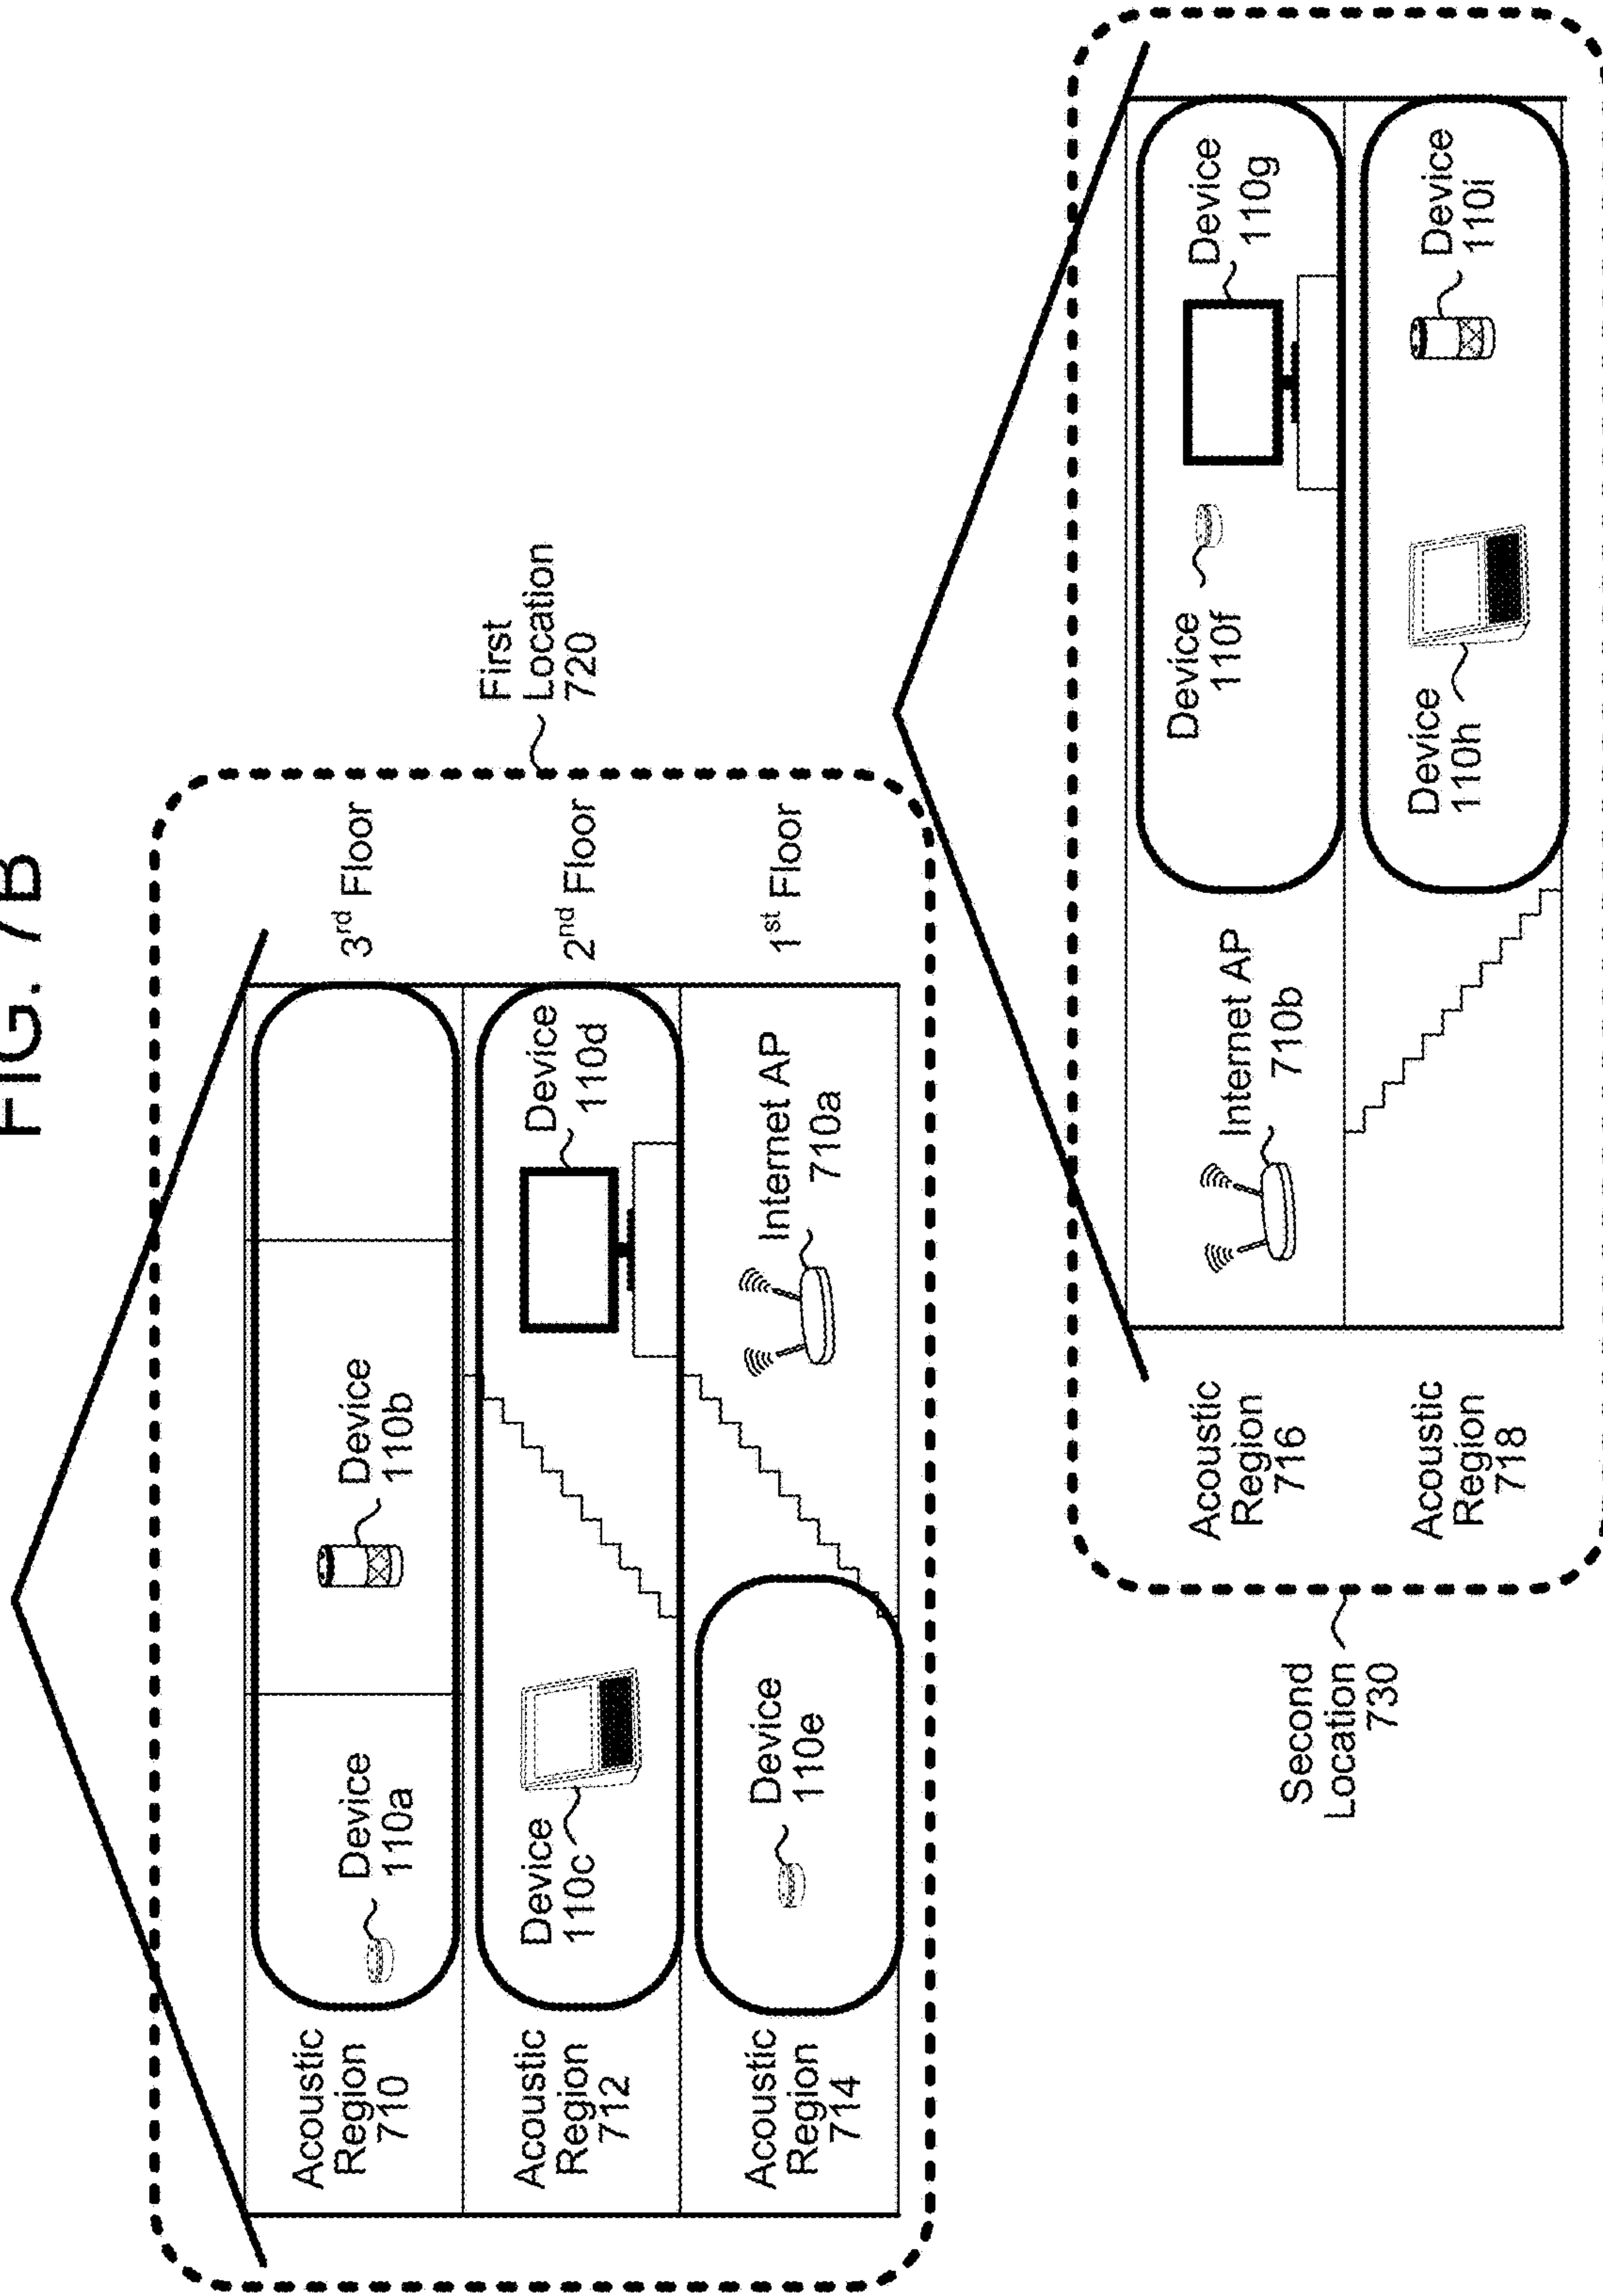 FIG. 7B
First
Location
720
3rd Floor
2nd Floor
1st Floor
Acoustic
Region
710
Device
110a
Device
110b
Acoustic
Region
712
Device
110c
Device
110d
Acoustic
Region
714
Device
110e
Internet AP
710a
Second
Location
730
Acoustic
Region
716
Internet AP
710b
Device
110f
Device
110g
Acoustic
Region
718
Device
110h
Device
110i